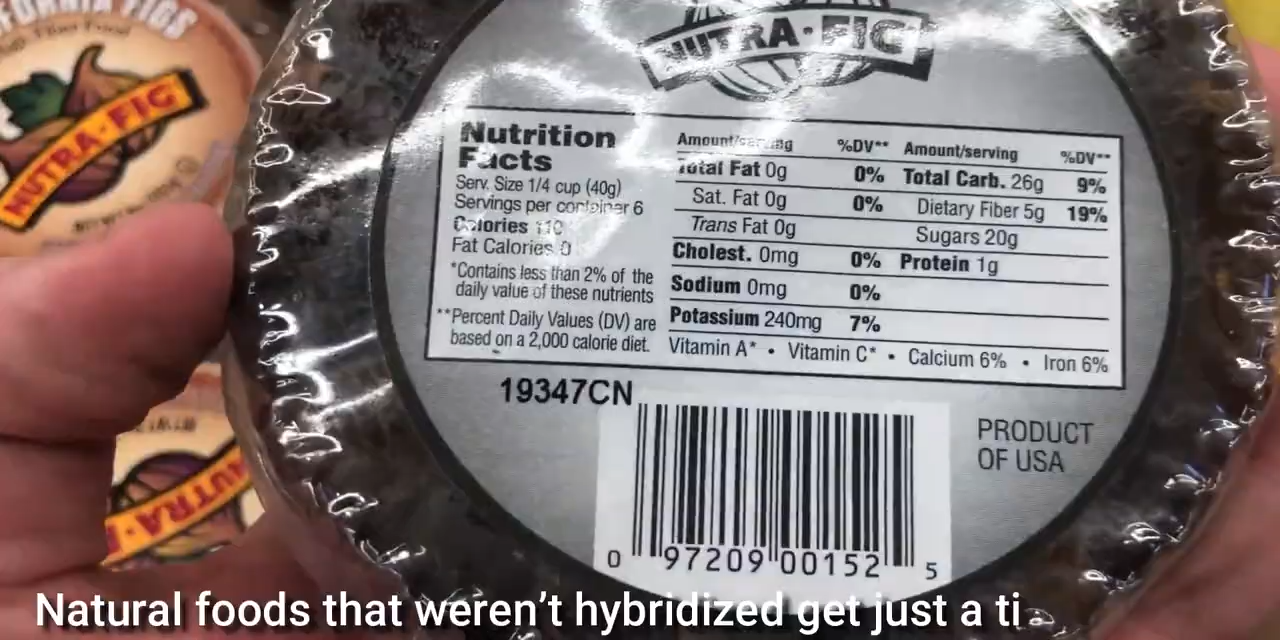 CALIFORNIA FIGS
High Fiber Food
NUTRA-FIG
NUTRA-FIG
Nutrition
Facts
Serv. Size 1/4 cup (40g)
Servings per container 6
Calories 110
Fat Calories 0
*Contains less than 2% of the
daily value of these nutrients
**Percent Daily Values (DV) are
based on a 2,000 calorie diet.
Amount/serving %DV** Amount/serving %DV**
Total Fat 0g 0% Total Carb. 26g 9%
Sat. Fat 0g 0% Dietary Fiber 5g 19%
Trans Fat 0g Sugars 20g
Cholest. 0mg 0% Protein 1g
Sodium 0mg 0%
Potassium 240mg 7%
Vitamin A* • Vitamin C* • Calcium 6% • Iron 6%
19347CN
PRODUCT
OF USA
0 97209 00152 5
NUTRA-
Natural foods that weren't hybridized get just a ti